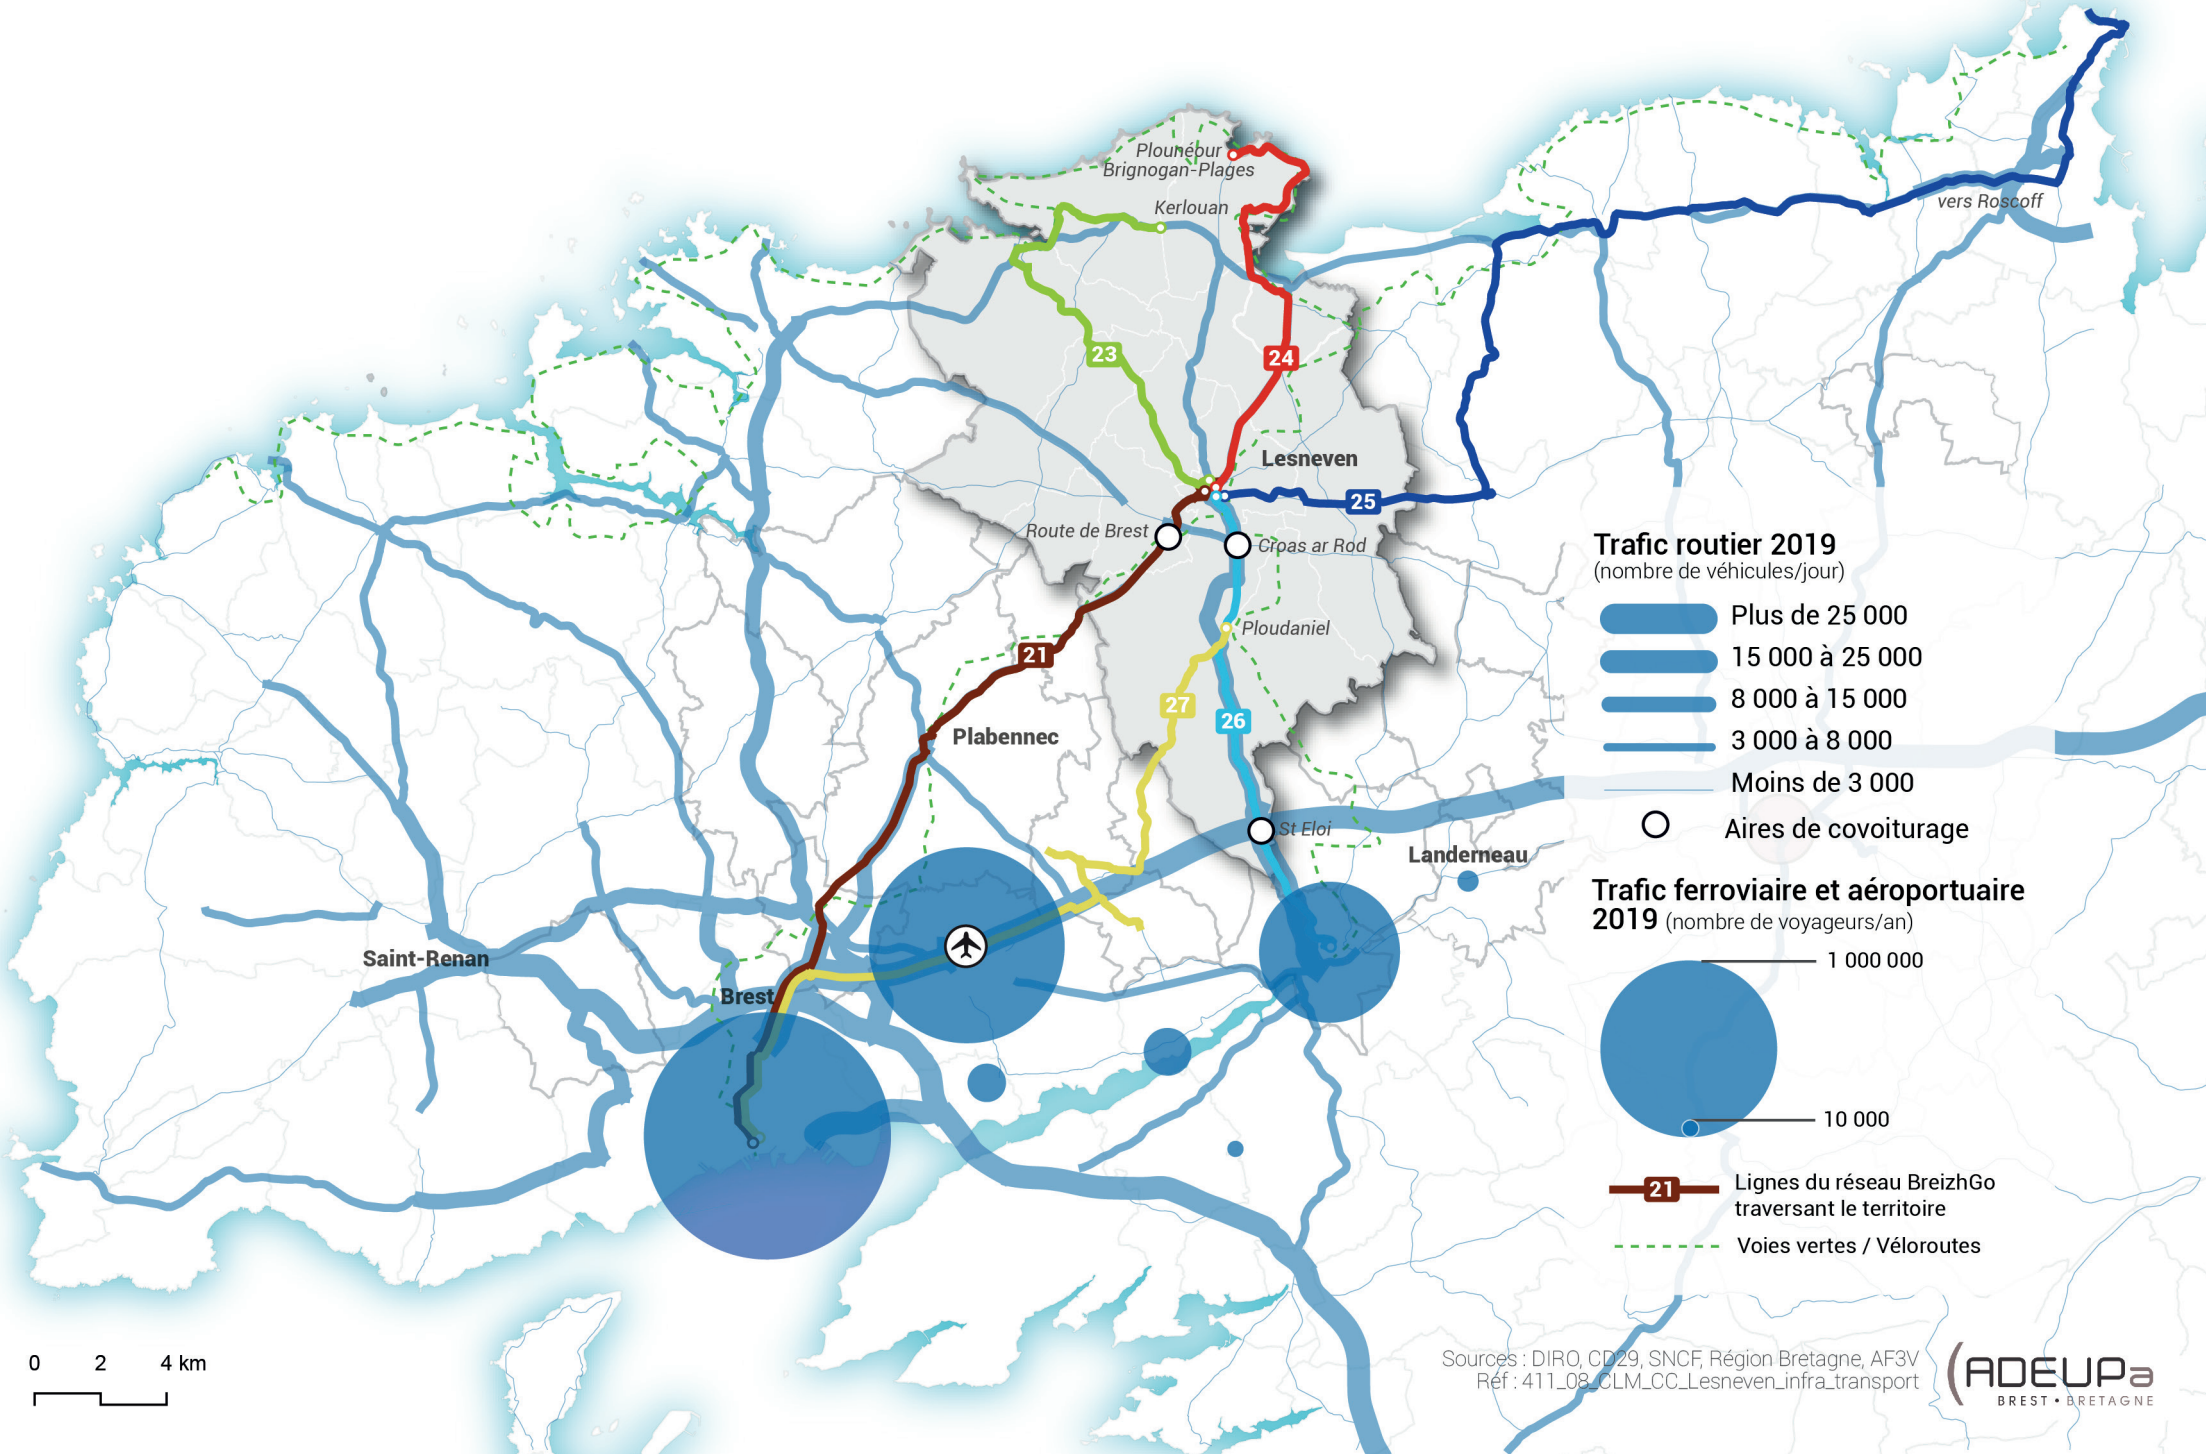 Plounéour
Brignogan-Plages
Kerlouan
vers Roscoff
23
24
Lesneven
25
Route de Brest
Croas ar Rod
Ploudaniel
21
27
26
Plabennec
St Eloi
Landerneau
Saint-Renan
Brest
Trafic routier 2019
(nombre de véhicules/jour)
Plus de 25 000
15 000 à 25 000
8 000 à 15 000
3 000 à 8 000
Moins de 3 000
Aires de covoiturage
Trafic ferroviaire et aéroportuaire
2019 (nombre de voyageurs/an)
1 000 000
10 000
21
Lignes du réseau BreizhGo
traversant le territoire
Voies vertes / Véloroutes
0 2 4 km
Sources : DIRO, CD29, SNCF, Région Bretagne, AF3V
Réf : 411_08_CLM_CC_Lesneven_infra_transport
ADEUPa
BREST • BRETAGNE